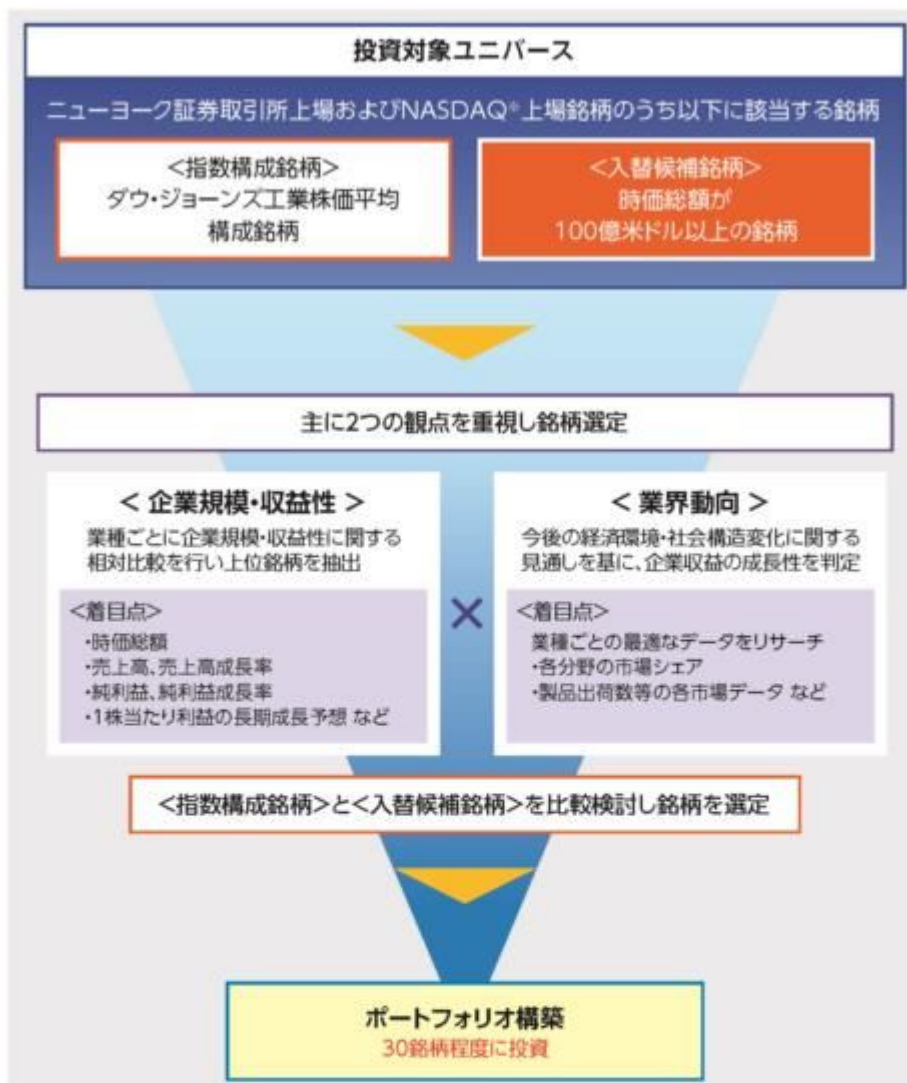 投資対象ユニバース
ニューヨーク証券取引所上場およびNASDAQ※上場銘柄のうち以下に該当する銘柄
<指数構成銘柄>
ダウ・ジョーンズ工業株価平均
構成銘柄
<入替候補銘柄>
時価総額が
100億米ドル以上の銘柄
主に2つの観点を重視し銘柄選定
< 企業規模・収益性 >
業種ごとに企業規模・収益性に関する
相対比較を行い上位銘柄を抽出
<着目点>
・時価総額
・売上高、売上高成長率
・純利益、純利益成長率
・1株当たり利益の長期成長予想 など
×
< 業界動向 >
今後の経済環境・社会構造変化に関する
見通しを基に、企業収益の成長性を判定
<着目点>
業種ごとの最適なデータをリサーチ
・各分野の市場シェア
・製品出荷数等の各市場データ など
<指数構成銘柄>と<入替候補銘柄>を比較検討し銘柄を選定
ポートフォリオ構築
30銘柄程度に投資